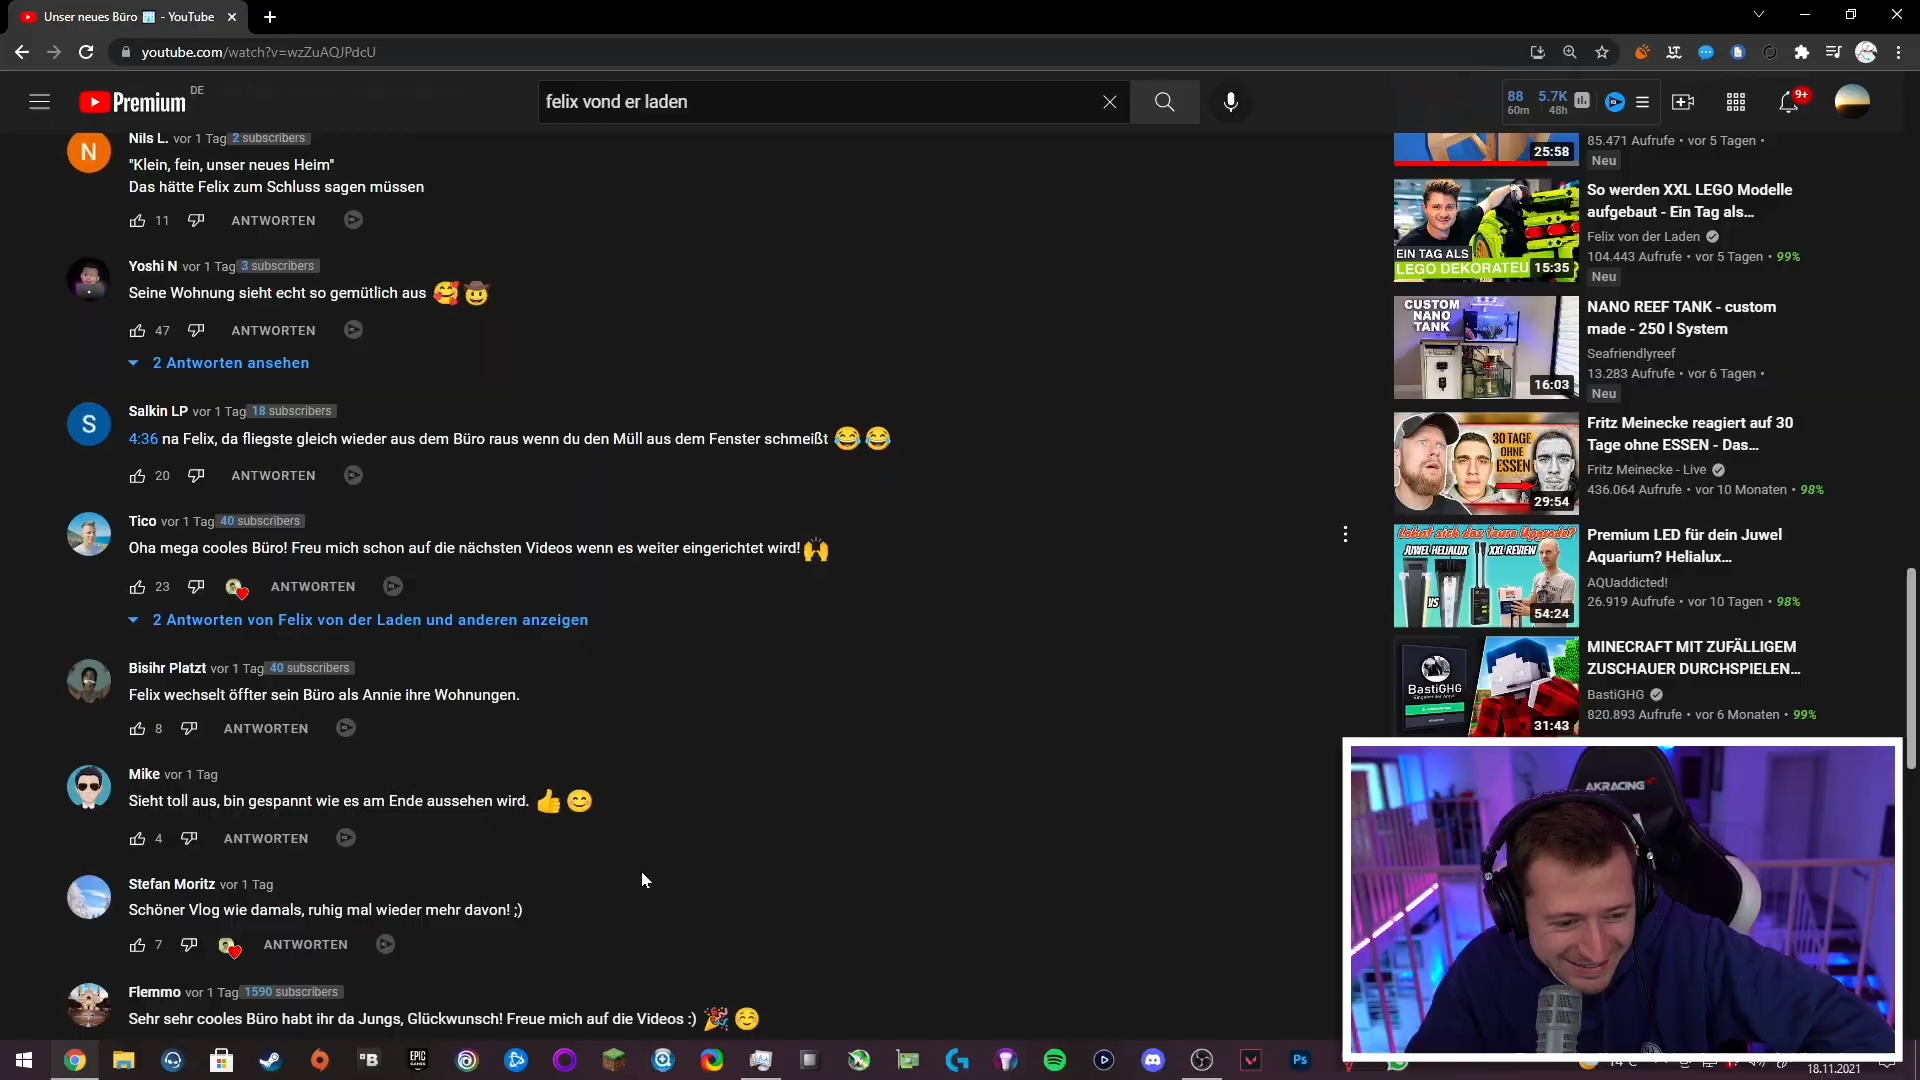 Unser neues Büro - YouTube
youtube.com/watch?v=wzZuAQJPdcU
Premium DE
felix vond er laden
88 5.7K
60m 48h
9+
Nils L. vor 1 Tag 2 subscribers
"Klein, fein, unser neues Heim"
Das hätte Felix zum Schluss sagen müssen
11 ANTWORTEN
Yoshi N vor 1 Tag 3 subscribers
Seine Wohnung sieht echt so gemütlich aus 🥰🤠
47 ANTWORTEN
2 Antworten ansehen
S
Salkin LP vor 1 Tag 18 subscribers
4:36 na Felix, da fliegste gleich wieder aus dem Büro raus wenn du den Müll aus dem Fenster schmeißt 😂😂
20 ANTWORTEN
Tico vor 1 Tag 40 subscribers
Oha mega cooles Büro! Freu mich schon auf die nächsten Videos wenn es weiter eingerichtet wird! 🙌
23 ANTWORTEN
2 Antworten von Felix von der Laden und anderen anzeigen
Bisihr Platzt vor 1 Tag 40 subscribers
Felix wechselt öffter sein Büro als Annie ihre Wohnungen.
8 ANTWORTEN
Mike vor 1 Tag
Sieht toll aus, bin gespannt wie es am Ende aussehen wird. 👍😊
4 ANTWORTEN
Stefan Moritz vor 1 Tag
Schöner Vlog wie damals, ruhig mal wieder mehr davon! ;)
7 ANTWORTEN
Flemmo vor 1 Tag 1590 subscribers
Sehr sehr cooles Büro habt ihr da Jungs, Glückwunsch! Freue mich auf die Videos :) 🎉☺️
N
25:58
85.471 Aufrufe • vor 5 Tagen •
Neu
EIN TAG ALS
LEGO DEKORATEU
15:35
So werden XXL LEGO Modelle
aufgebaut - Ein Tag als...
Felix von der Laden
104.443 Aufrufe • vor 5 Tagen • 99%
Neu
CUSTOM
NANO
TANK
16:03
NANO REEF TANK - custom
made - 250 l System
Seafriendlyreef
13.283 Aufrufe • vor 6 Tagen •
Neu
30 TAGE
OHNE
ESSEN
29:54
Fritz Meinecke reagiert auf 30
Tage ohne ESSEN - Das...
Fritz Meinecke - Live
436.064 Aufrufe • vor 10 Monaten • 98%
Lohnt sich das teure Upgrade?
JUWEL HELIALUX XXL REVIEW
VS
54:24
Premium LED für dein Juwel
Aquarium? Helialux...
AQUaddicted!
26.919 Aufrufe • vor 10 Tagen • 98%
BastiGHG
31:43
MINECRAFT MIT ZUFÄLLIGEM
ZUSCHAUER DURCHSPIELEN...
BastiGHG
820.893 Aufrufe • vor 6 Monaten • 99%
AKRACING
B
EPIC
GAMES
Ps
18.11.2021